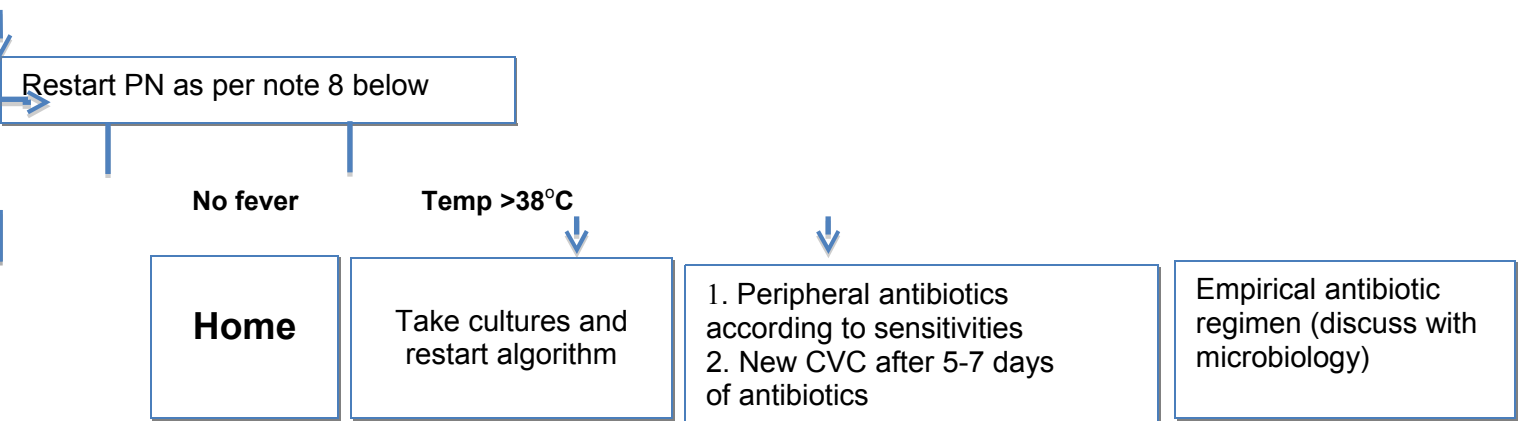 Restart PN as per note 8 below
No fever
Temp >38°C
Home
Take cultures and
restart algorithm
1. Peripheral antibiotics
according to sensitivities
2. New CVC after 5-7 days
of antibiotics
Empirical antibiotic
regimen (discuss with
microbiology)